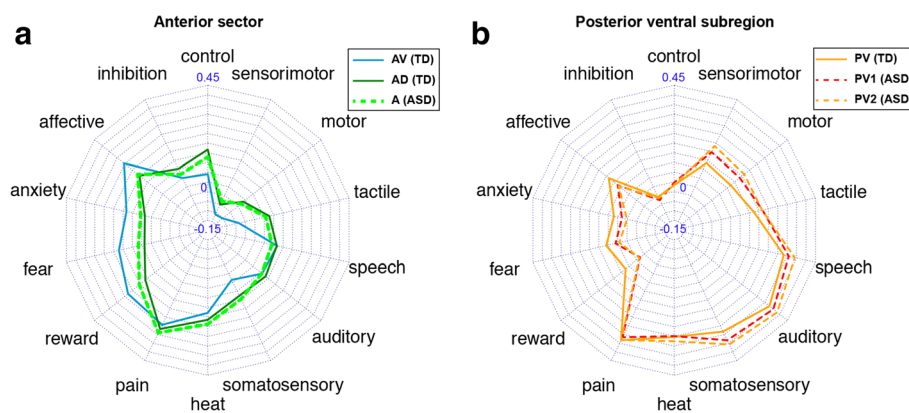 Anterior sector
Posterior ventral subregion
a
AV (TD)
AD (TD)
A (ASD)
control
0.45
sensorimotor
motor
tactile
speech
auditory
somatosensory
heat
pain
reward
fear
anxiety
affective
inhibition
0
-0.15
b
PV (TD)
PV1 (ASD
PV2 (ASD
control
0.45
sensorimotor
motor
tactile
speech
auditory
somatosensory
heat
pain
reward
fear
anxiety
affective
inhibition
0
-0.15